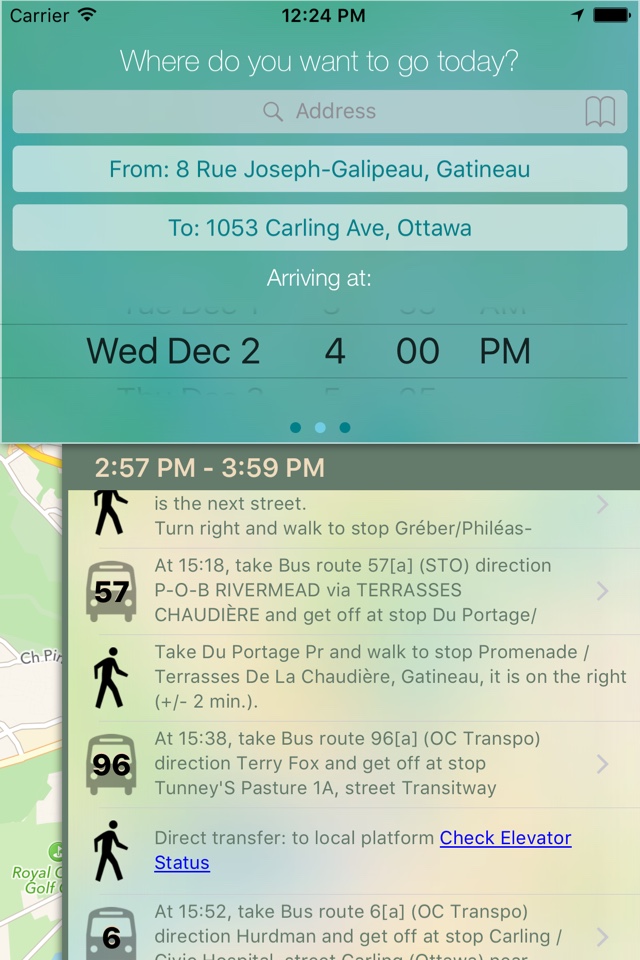 Carrier 12:24 PM
Where do you want to go today?
Address
From: 8 Rue Joseph-Galipeau, Gatineau
To: 1053 Carling Ave, Ottawa
Arriving at:
Wed Dec 2 4 00 PM
2:57 PM - 3:59 PM
is the next street.
Turn right and walk to stop Gréber/Philéas-
57
At 15:18, take Bus route 57[a] (STO) direction
P-O-B RIVERMEAD via TERRASSES
CHAUDIÈRE and get off at stop Du Portage/
Take Du Portage Pr and walk to stop Promenade /
Terrasses De La Chaudière, Gatineau, it is on the right
(+/- 2 min.).
96
At 15:38, take Bus route 96[a] (OC Transpo)
direction Terry Fox and get off at stop
Tunney'S Pasture 1A, street Transitway
Direct transfer: to local platform Check Elevator
Status
6
At 15:52, take Bus route 6[a] (OC Transpo)
direction Hurdman and get off at stop Carling /
Civic Hospital, street Carling (Ottawa) near
Ch Pin
Royal
Golf